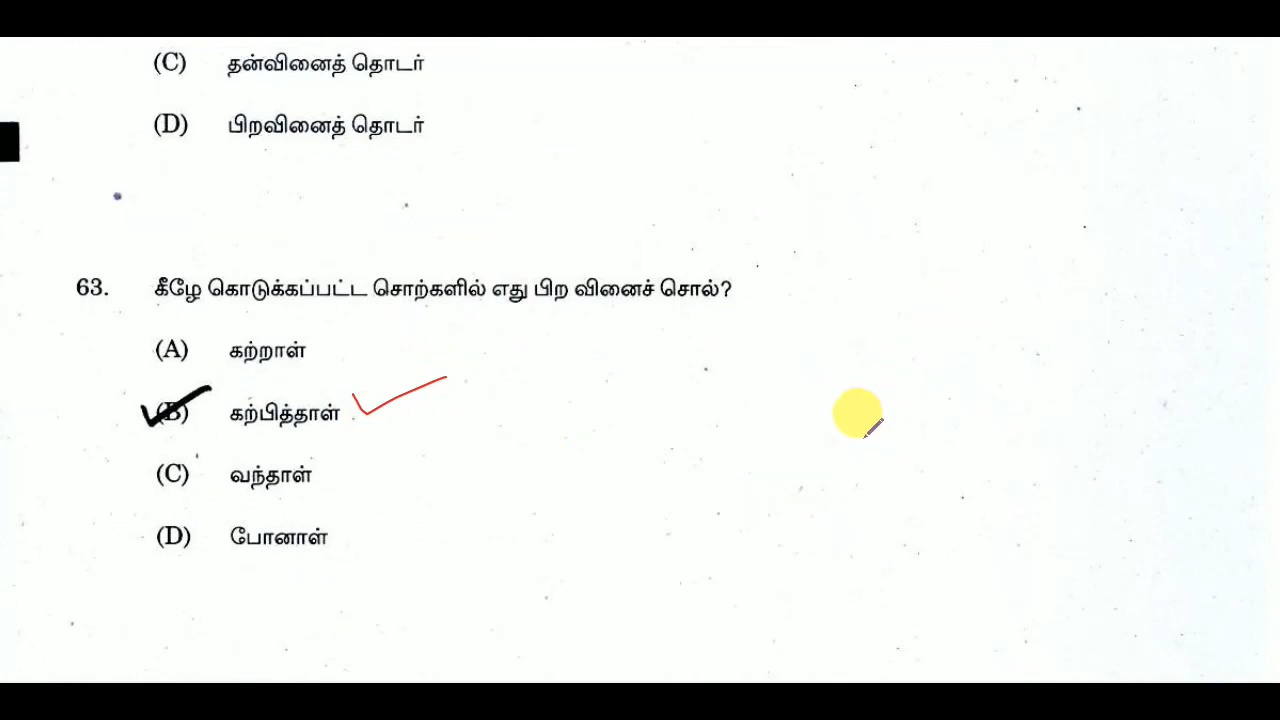 (C) தன்வினைத் தொடர்
(D) பிறவினைத் தொடர்
63. கீழே கொடுக்கப்பட்ட சொற்களில் எது பிற வினைச் சொல்?
(A) கற்றாள்
(B) கற்பித்தாள்
(C) வந்தாள்
(D) போனாள்